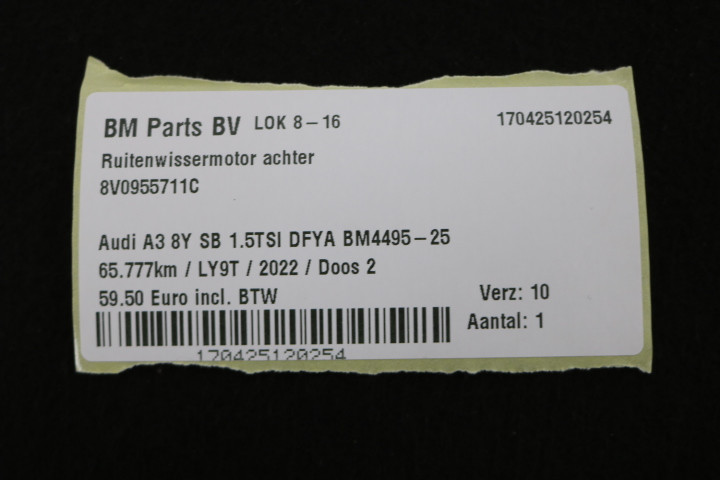 BM Parts BV LOK 8-16 170425120254
Ruitenwissermotor achter
8V0955711C
Audi A3 8Y SB 1.5TSI DFYA BM4495-25
65.777km / LY9T / 2022 / Doos 2
59.50 Euro incl. BTW Verz: 10
Aantal: 1
170425120254